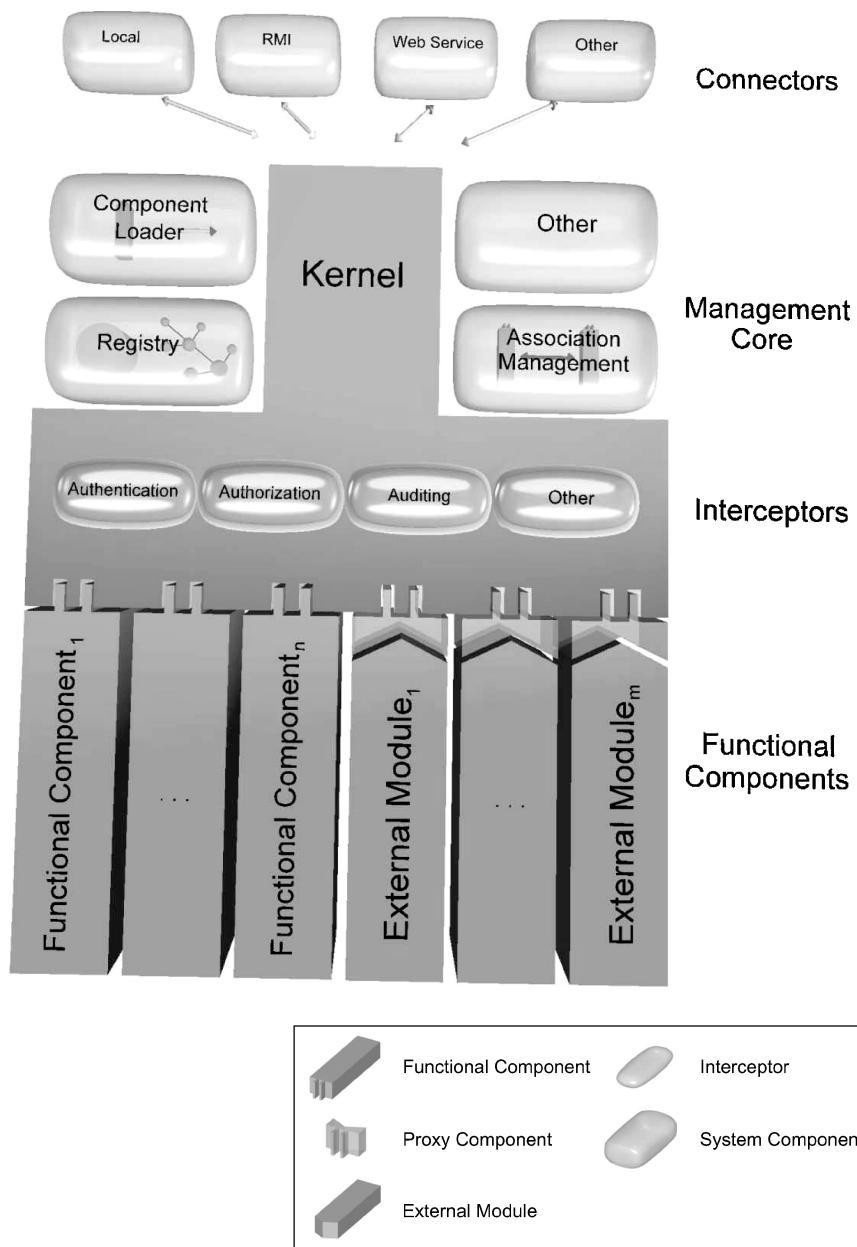 Local
RMI
Web Service
Other
Connectors
Component
Loader
Other
Kernel
Registry
Association
Management
Management
Core
Authentication
Authorization
Auditing
Other
Interceptors
Functional Component1
. . .
Functional Componentn
External Module1
. . .
External Modulem
Functional
Components
Functional Component
Interceptor
Proxy Component
System Component
External Module